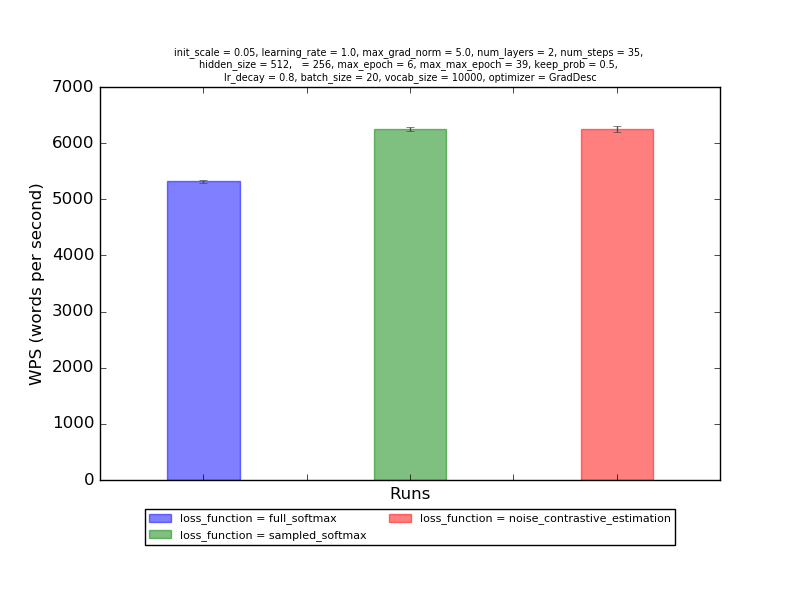 init_scale = 0.05, learning_rate = 1.0, max_grad_norm = 5.0, num_layers = 2, num_steps = 35,
hidden_size = 512,   = 256, max_epoch = 6, max_max_epoch = 39, keep_prob = 0.5,
lr_decay = 0.8, batch_size = 20, vocab_size = 10000, optimizer = GradDesc
7000
6000
5000
4000
3000
2000
1000
0
WPS (words per second)
Runs
loss_function = full_softmax
loss_function = sampled_softmax
loss_function = noise_contrastive_estimation